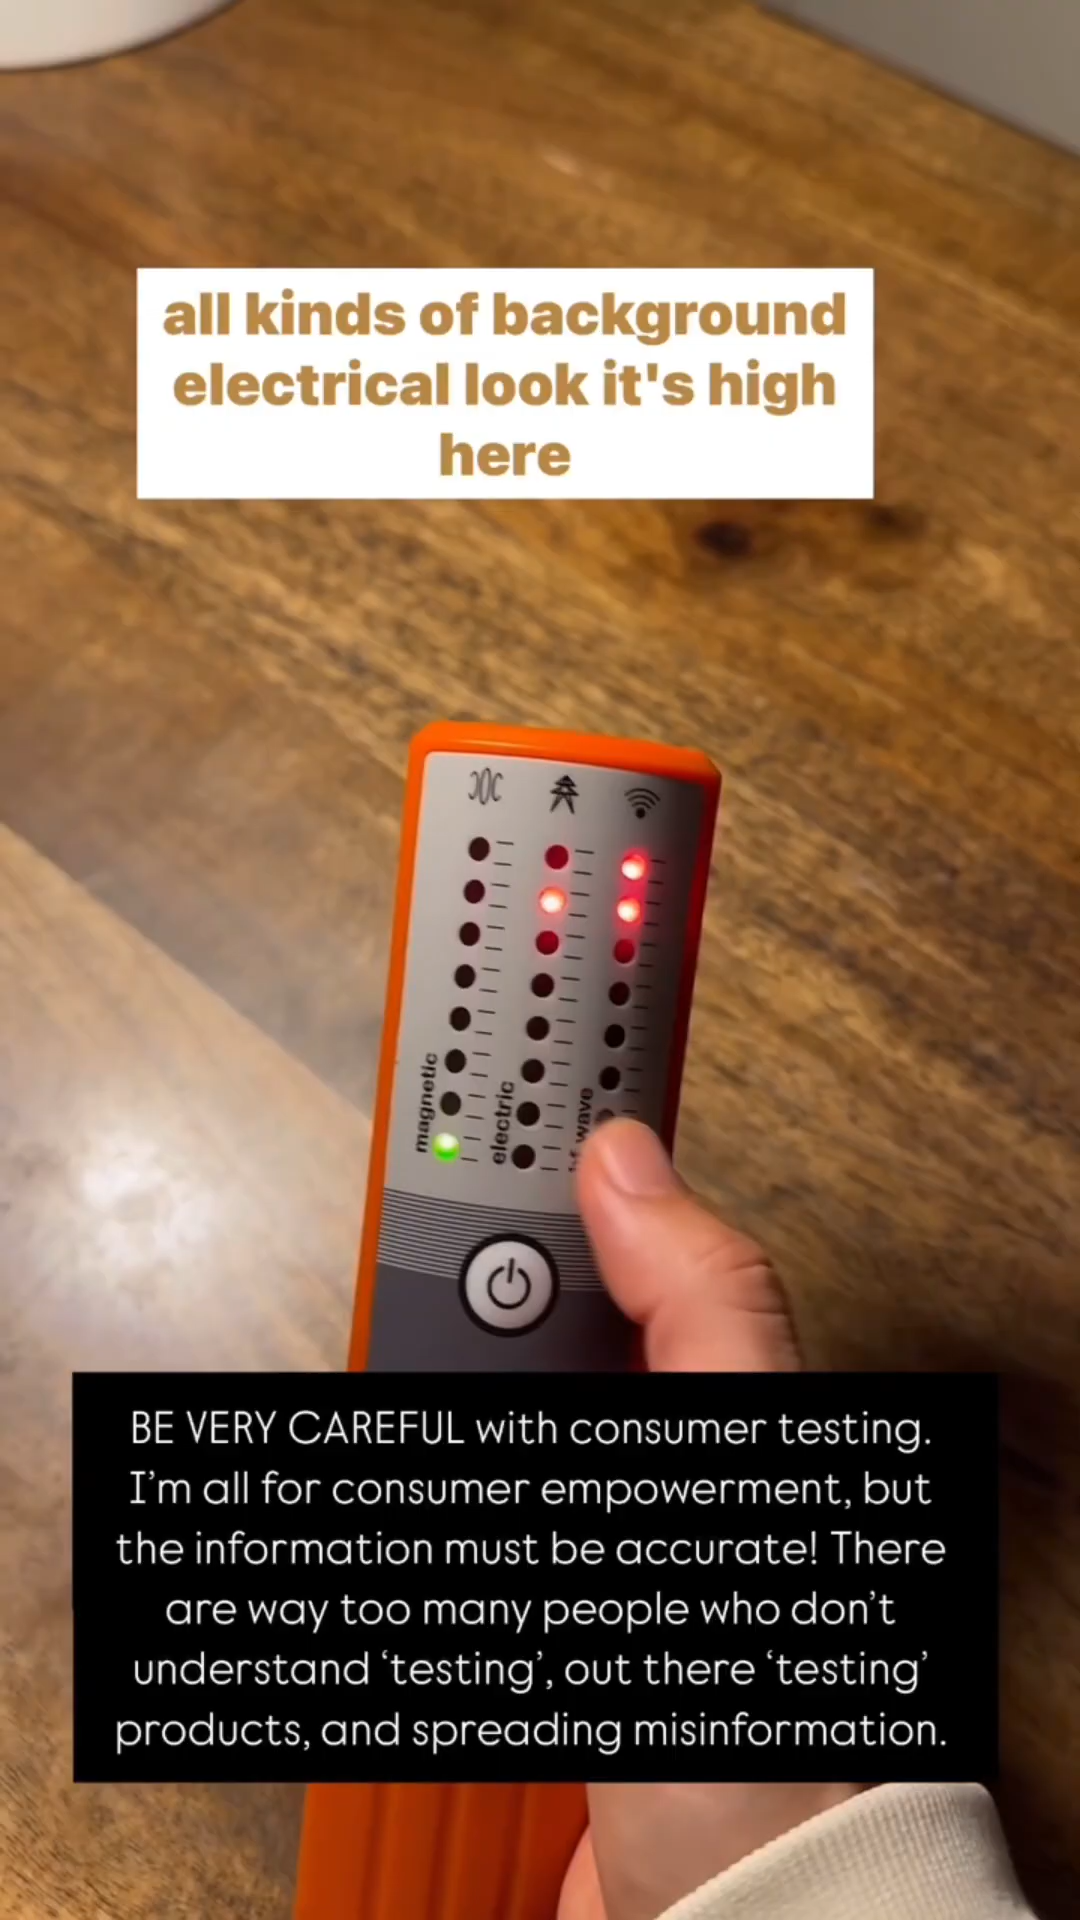 all kinds of background
electrical look it's high
here
magnetic
electric
wave
BE VERY CAREFUL with consumer testing.
I'm all for consumer empowerment, but
the information must be accurate! There
are way too many people who don't
understand ‘testing’, out there ‘testing’
products, and spreading misinformation.